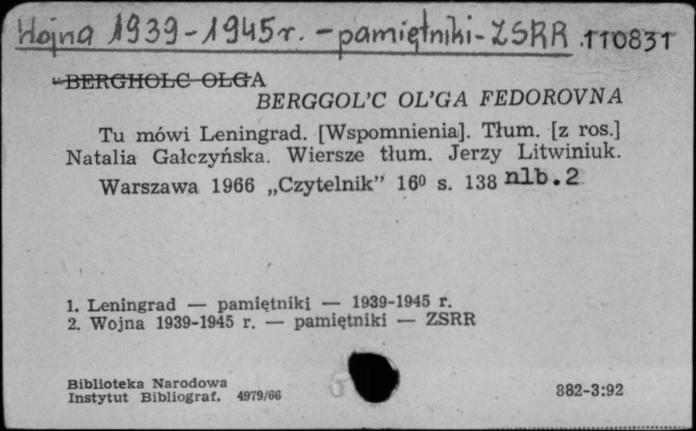 Wojna 1939-1945r. - pamiętniki - ZSRR 110831
BERGHOLC OLGA
BERGGOL'C OL'GA FEDOROVNA
Tu mówi Leningrad. [Wspomnienia]. Tłum. [z ros.]
Natalia Gałczyńska. Wiersze tłum. Jerzy Litwiniuk.
Warszawa 1966 „Czytelnik” 16⁰ s. 138 nlb.2
1. Leningrad — pamiętniki — 1939-1945 r.
2. Wojna 1939-1945 r. — pamiętniki — ZSRR
Biblioteka Narodowa
Instytut Bibliograf. 4979/66
882-3:92